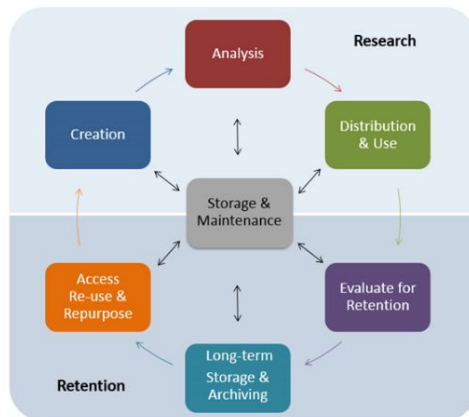 Research
Analysis
Creation
Distribution
& Use
Storage &
Maintenance
Access
Re-use &
Repurpose
Evaluate for
Retention
Long-term
Storage &
Archiving
Retention